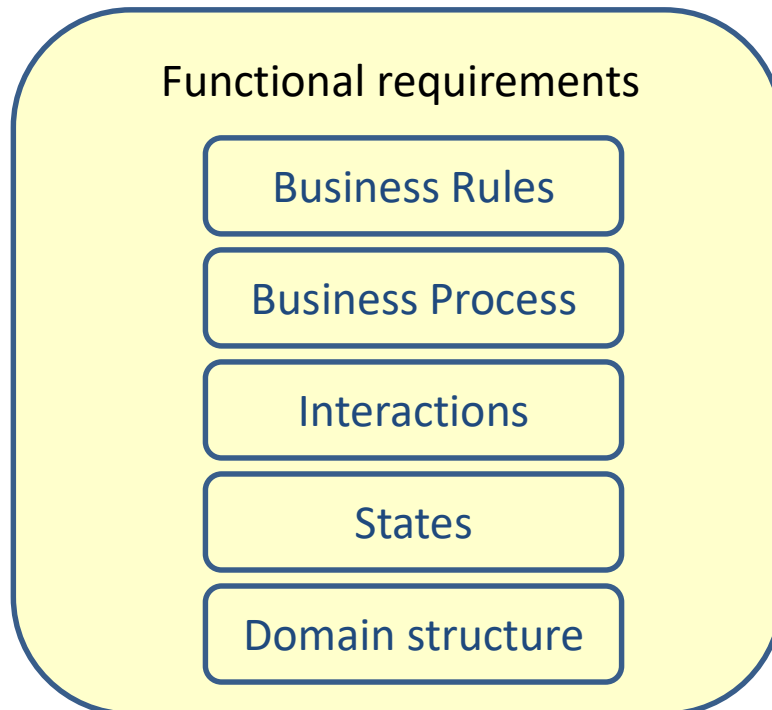 Functional requirements
Business Rules
Business Process
Interactions
States
Domain structure